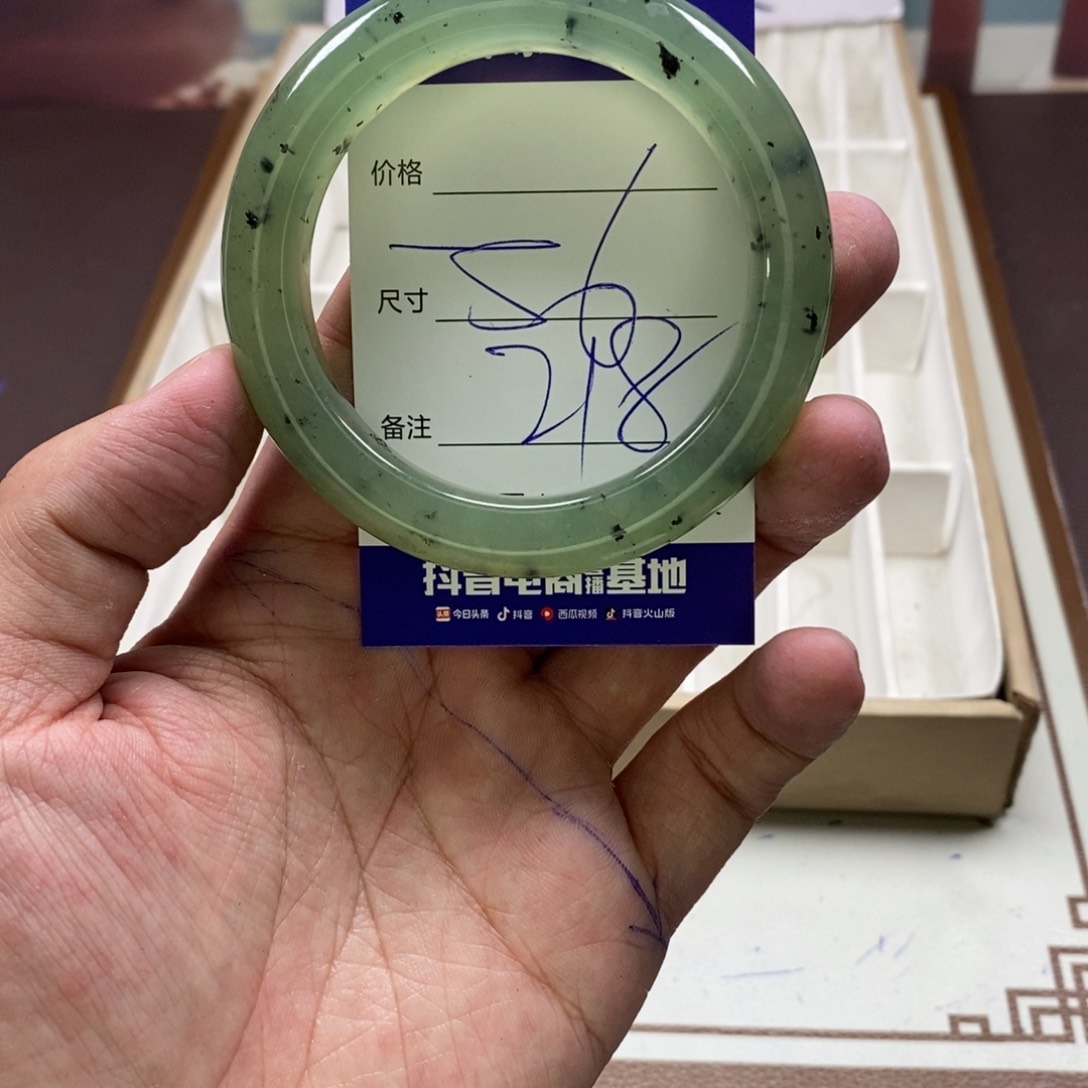 价格
56
尺寸
218
备注
抖音电商直播基地
今日头条 抖音 西瓜视频 抖音火山版